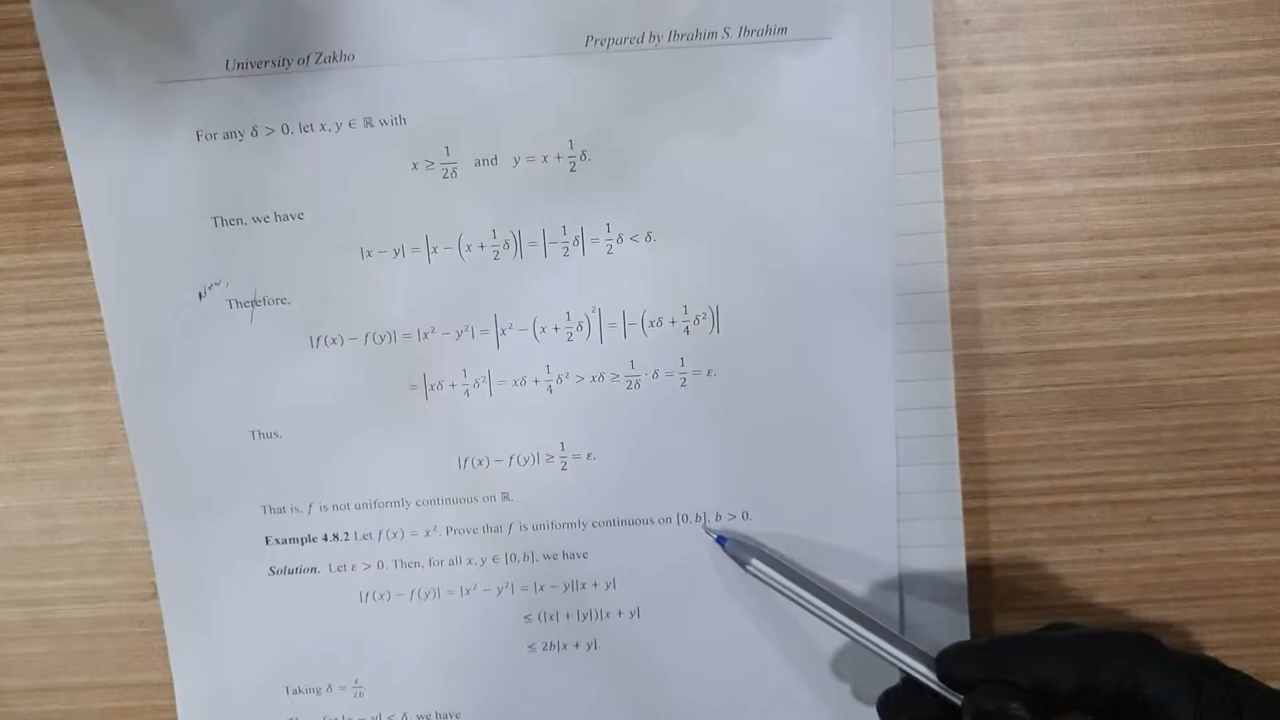 University of Zakho
Prepared by Ibrahim S. Ibrahim
For any δ > 0, let x, y ∈ ℝ with
x ≥ 1/2δ and y = x + 1/2 δ.
Then, we have
|x − y| = |x − (x + 1/2 δ)| = |−1/2 δ| = 1/2 δ < δ.
New,
Therefore,
|f(x) − f(y)| = |x² − y²| = |x² − (x + 1/2 δ)²| = |−(xδ + 1/4 δ²)|
= |xδ + 1/4 δ²| = xδ + 1/4 δ² > xδ ≥ 1/2δ · δ = 1/2 = ε.
Thus,
|f(x) − f(y)| ≥ 1/2 = ε.
That is, f is not uniformly continuous on ℝ.
Example 4.8.2 Let f(x) = x². Prove that f is uniformly continuous on [0, b], b > 0.
Solution. Let ε > 0. Then, for all x, y ∈ [0, b], we have
|f(x) − f(y)| = |x² − y²| = |x − y||x + y|
≤ (|x| + |y|)|x + y|
≤ 2b|x + y|.
Taking δ = ε/2b.
< δ, we have